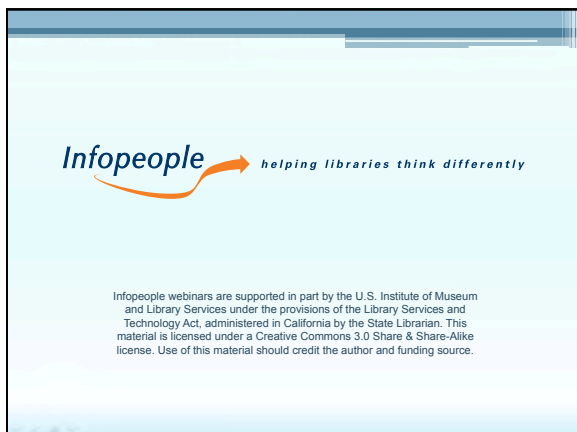 Infopeople helping libraries think differently
Infopeople webinars are supported in part by the U.S. Institute of Museum
and Library Services under the provisions of the Library Services and
Technology Act, administered in California by the State Librarian. This
material is licensed under a Creative Commons 3.0 Share & Share-Alike
license. Use of this material should credit the author and funding source.